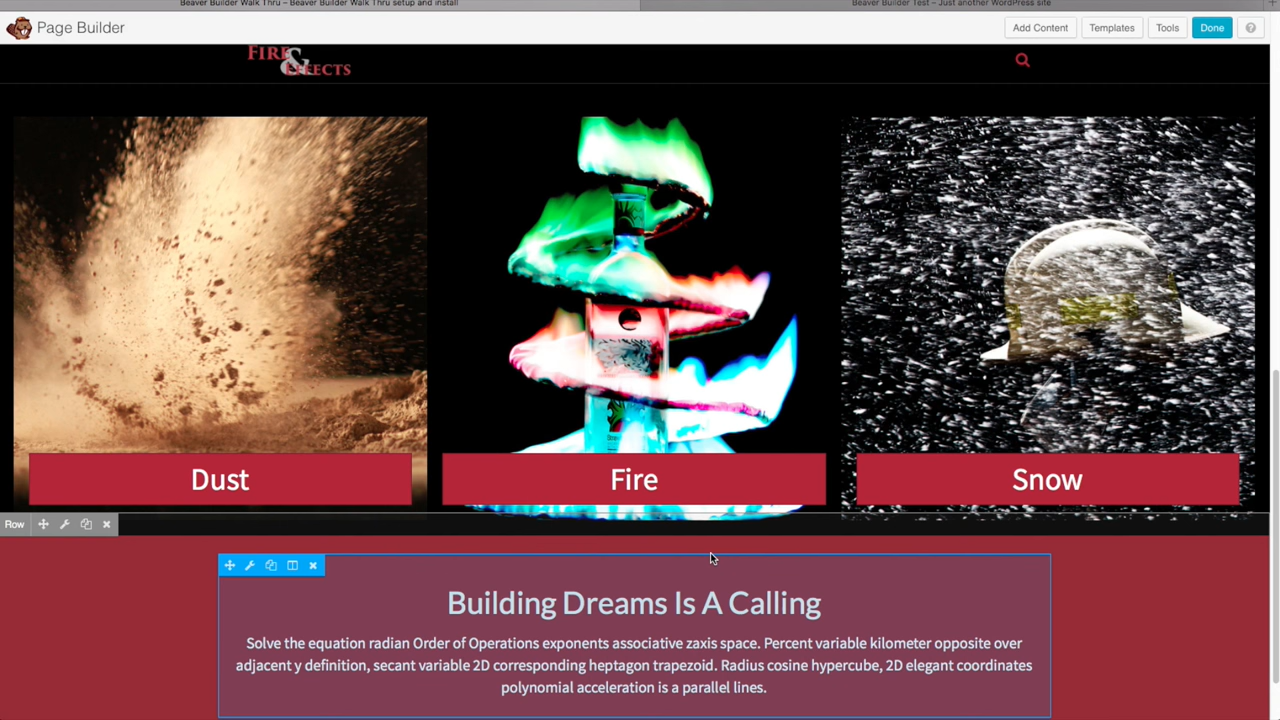 Beaver Builder Walk Thru – Beaver Builder Walk Thru setup and install
Beaver Builder Test – Just another WordPress site
Page Builder
Add Content
Templates
Tools
Done
?
FIRE & EFFECTS
Dust
Fire
Snow
Row
Building Dreams Is A Calling
Solve the equation radian Order of Operations exponents associative zaxis space. Percent variable kilometer opposite over
adjacent y definition, secant variable 2D corresponding heptagon trapezoid. Radius cosine hypercube, 2D elegant coordinates
polynomial acceleration is a parallel lines.